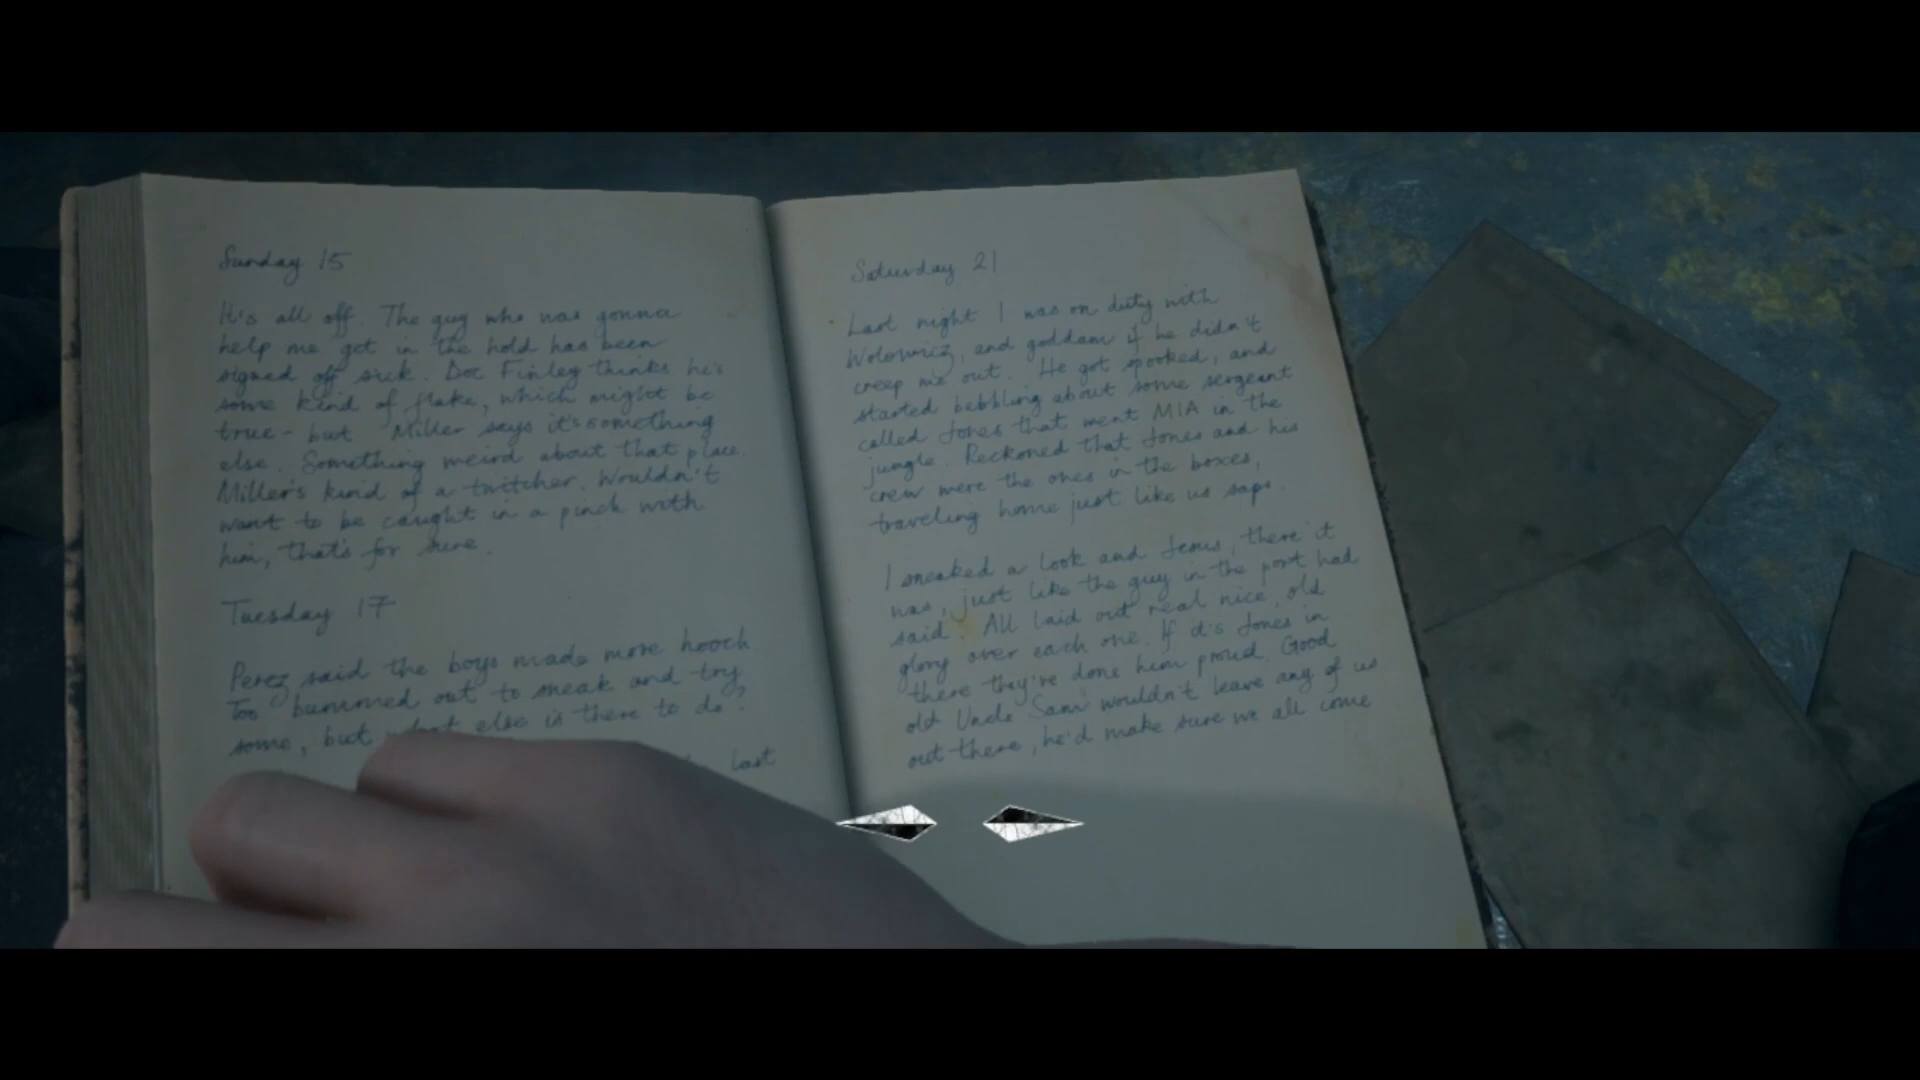 Sunday 15
It's all off. The guy who was gonna
help me get in the hold has been
signed off sick. Doc Finley thinks he's
some kind of flake, which might be
true - but Miller says it's something
else. Something weird about that place.
Miller's kind of a twitcher. Wouldn't
want to be caught in a pinch with
him, that's for sure.
Tuesday 17
Perez said the boys made more hooch.
Too bummed out to sneak and try
some, but what else is there to do?
last
Saturday 21
Last night I was on duty with
Wolowicz, and goddam if he didn't
creep me out. He got spooked, and
started bebbling about some sergeant
called Jones that went MIA in the
jungle. Reckoned that Jones and his
crew were the ones in the boxes,
traveling home just like us saps.
I sneaked a look and Jesus, there it
was, just like the guy in the port had
said. All laid out real nice, old
glory over each one. If it's Jones in
there they've done him proud. Good
old Uncle Sam wouldn't leave any of us
out there, he'd make sure we all come